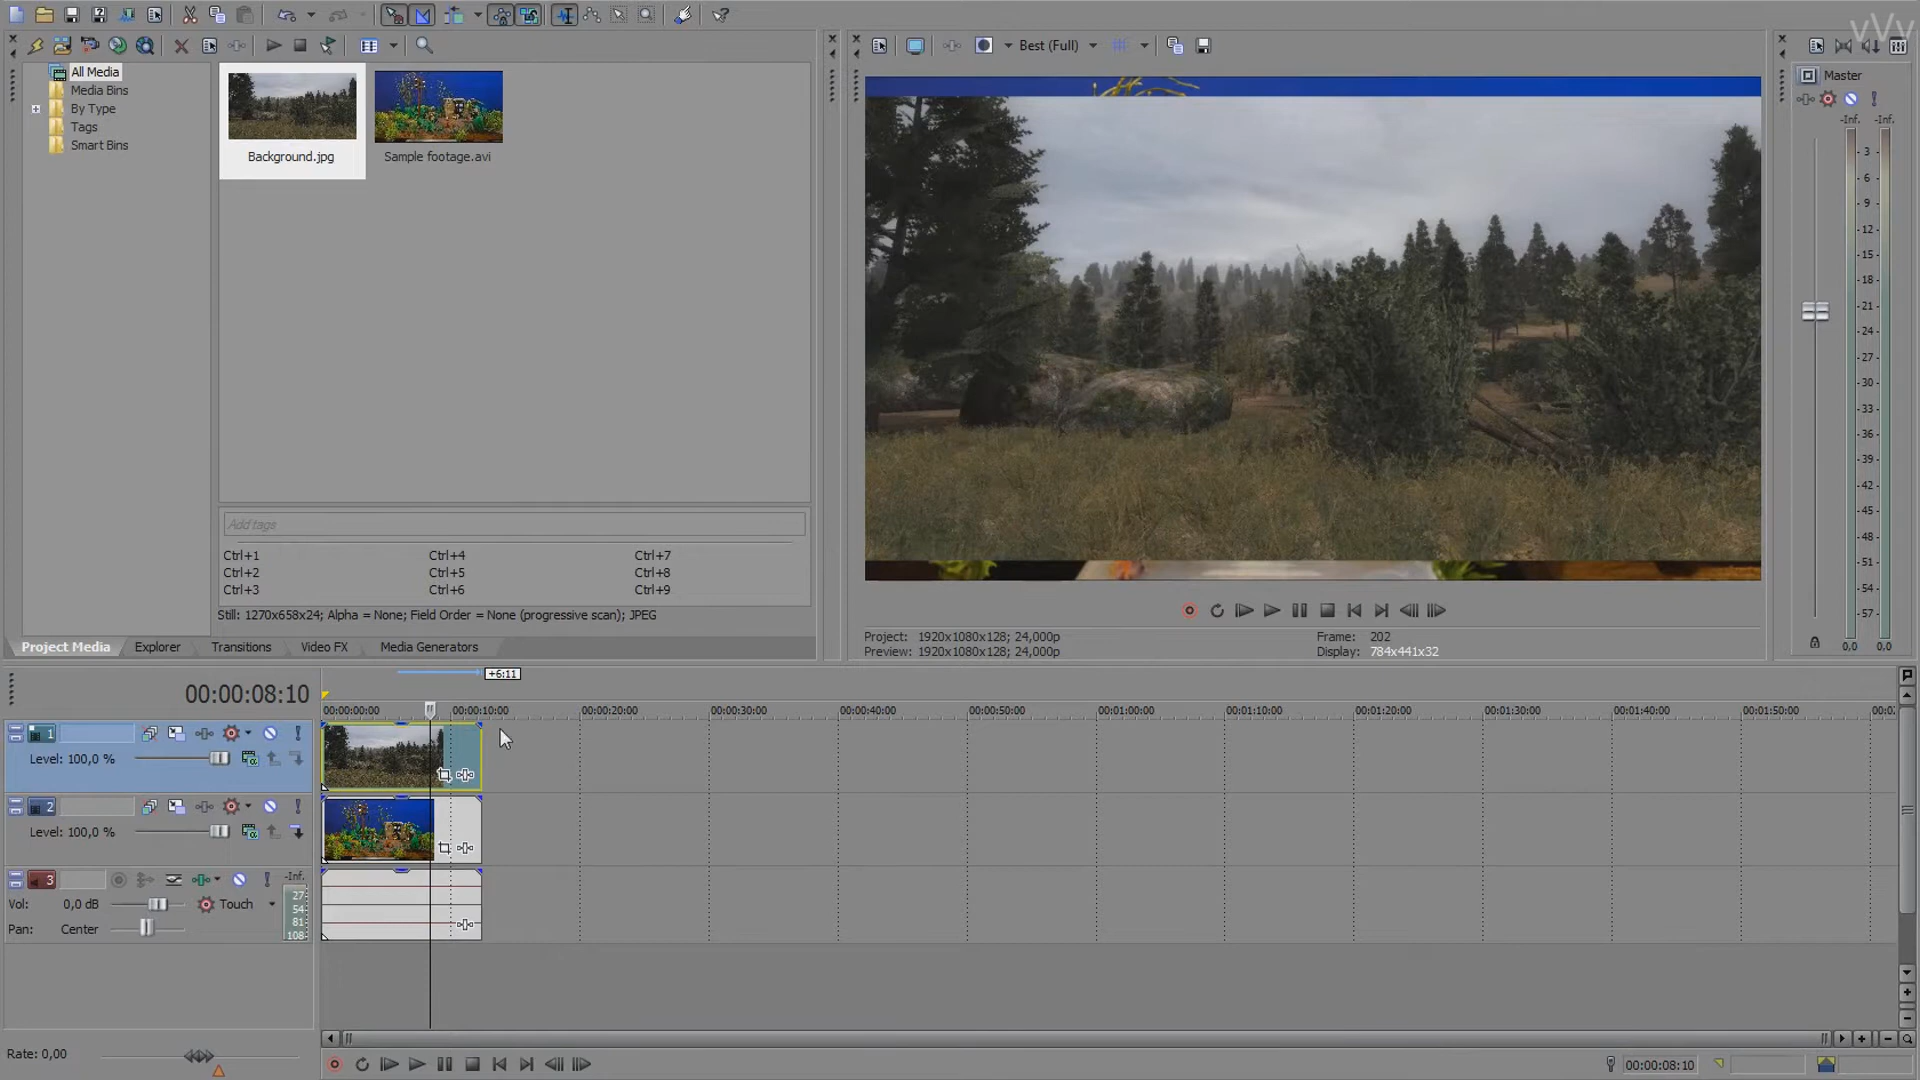 vVv
Best (Full)
Master
All Media
Media Bins
By Type
Tags
Smart Bins
Background.jpg
Sample footage.avi
-Inf.
-Inf.
3
6
9
12
15
18
21
24
27
30
33
36
39
42
45
48
51
54
57
0,0
0,0
Add tags
Ctrl+1
Ctrl+4
Ctrl+7
Ctrl+2
Ctrl+5
Ctrl+8
Ctrl+3
Ctrl+6
Ctrl+9
Still: 1270x658x24; Alpha = None; Field Order = None (progressive scan); JPEG
Project Media
Explorer
Transitions
Video FX
Media Generators
Project: 1920x1080x128; 24,000p
Preview: 1920x1080x128; 24,000p
Frame: 202
Display: 784x441x32
+6:11
00:00:08:10
00:00:00:00
00:00:10:00
00:00:20:00
00:00:30:00
00:00:40:00
00:00:50:00
00:01:00:00
00:01:10:00
00:01:20:00
00:01:30:00
00:01:40:00
00:01:50:00
1
Level: 100,0 %
2
Level: 100,0 %
3
-Inf.
27
54
81
108
Vol: 0,0 dB
Touch
Pan: Center
Rate: 0,00
00:00:08:10